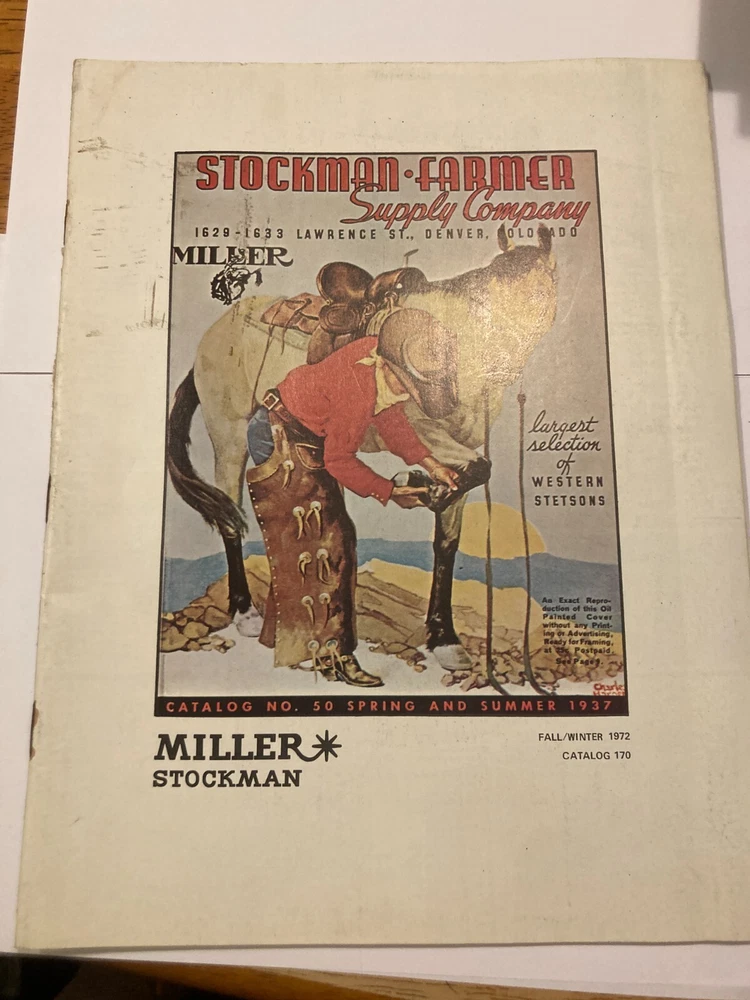 STOCKMAN·FARMER
Supply Company
1629-1633 LAWRENCE ST., DENVER, COLORADO
MILLER
largest
selection
of
WESTERN
STETSONS
An Exact Repro-
duction of this Oil
Painted Cover
without any Print-
ing or Advertising,
Ready for Framing,
at 25c Postpaid.
See Page
CATALOG NO. 50 SPRING AND SUMMER 1937
MILLER
STOCKMAN
FALL/WINTER 1972
CATALOG 170